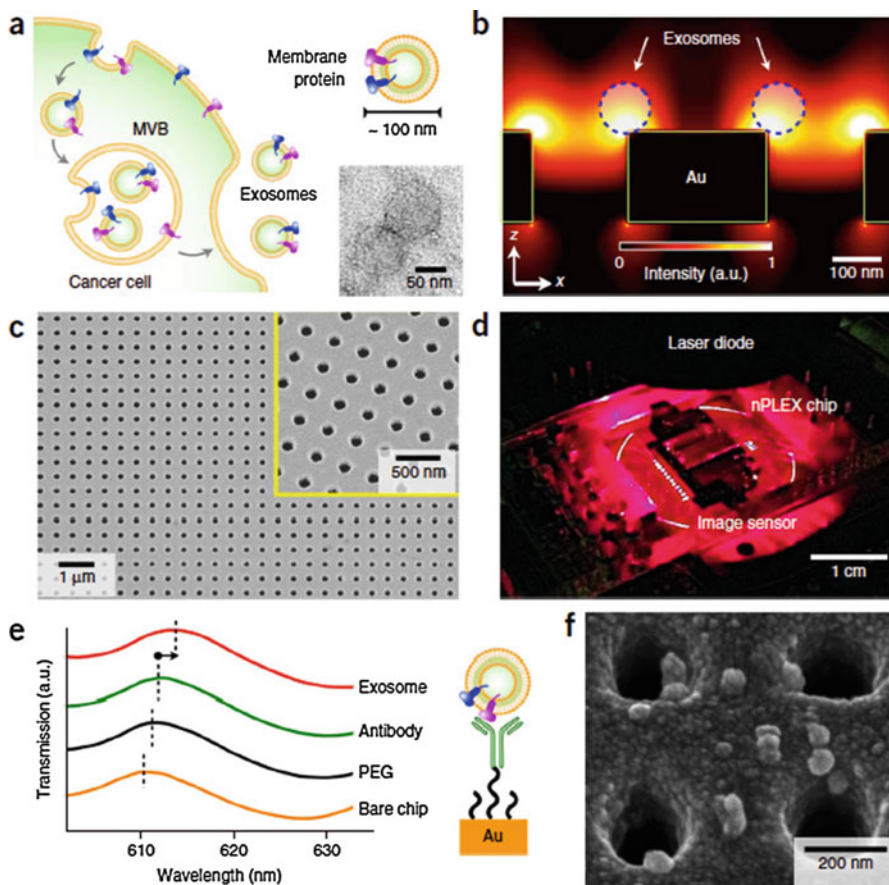 a
Membrane
protein
~ 100 nm
MVB
Exosomes
Cancer cell
50 nm
b
Exosomes
Au
z
x
0
1
Intensity (a.u.)
100 nm
c
500 nm
1 μm
d
Laser diode
nPLEX chip
Image sensor
1 cm
e
Transmission (a.u.)
Exosome
Antibody
PEG
Bare chip
610
620
630
Wavelength (nm)
Au
f
200 nm